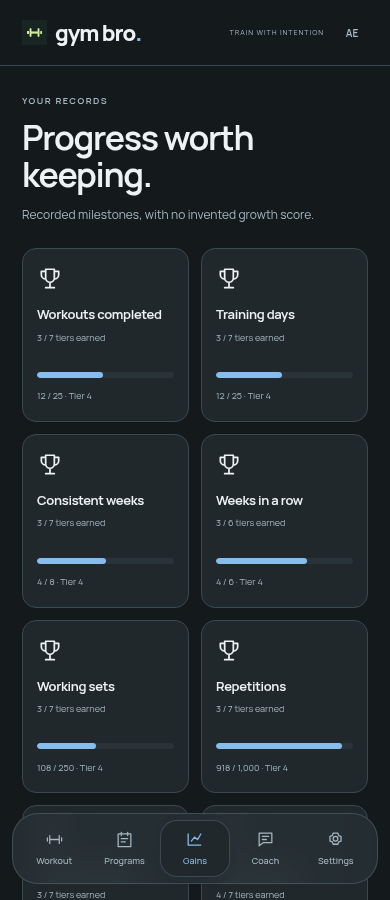 gym bro.
TRAIN WITH INTENTION
AE
YOUR RECORDS
Progress worth
keeping.
Recorded milestones, with no invented growth score.
Workouts completed
3 / 7 tiers earned
12 / 25 · Tier 4
Training days
3 / 7 tiers earned
12 / 25 · Tier 4
Consistent weeks
3 / 7 tiers earned
4 / 8 · Tier 4
Weeks in a row
3 / 6 tiers earned
4 / 6 · Tier 4
Working sets
3 / 7 tiers earned
108 / 250 · Tier 4
Repetitions
3 / 7 tiers earned
918 / 1,000 · Tier 4
Workout
Programs
Gains
Coach
Settings
3 / 7 tiers earned
4 / 7 tiers earned